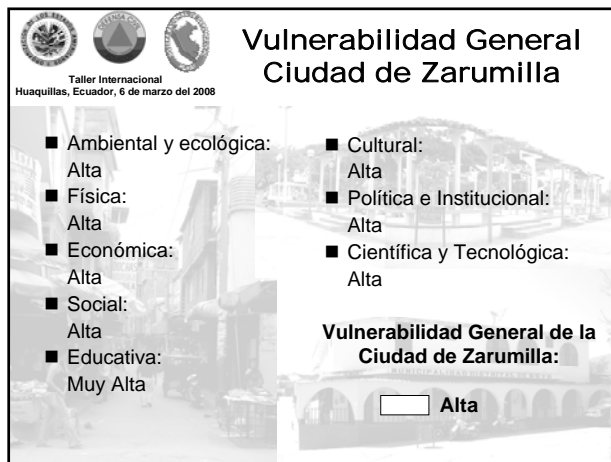 Vulnerabilidad General
Ciudad de Zarumilla
Taller Internacional
Huaquillas, Ecuador, 6 de marzo del 2008
Ambiental y ecológica:
Alta
Física:
Alta
Económica:
Alta
Social:
Alta
Educativa:
Muy Alta
Cultural:
Alta
Política e Institucional:
Alta
Científica y Tecnológica:
Alta
Vulnerabilidad General de la
Ciudad de Zarumilla:
Alta
DEFENSA CIVIL